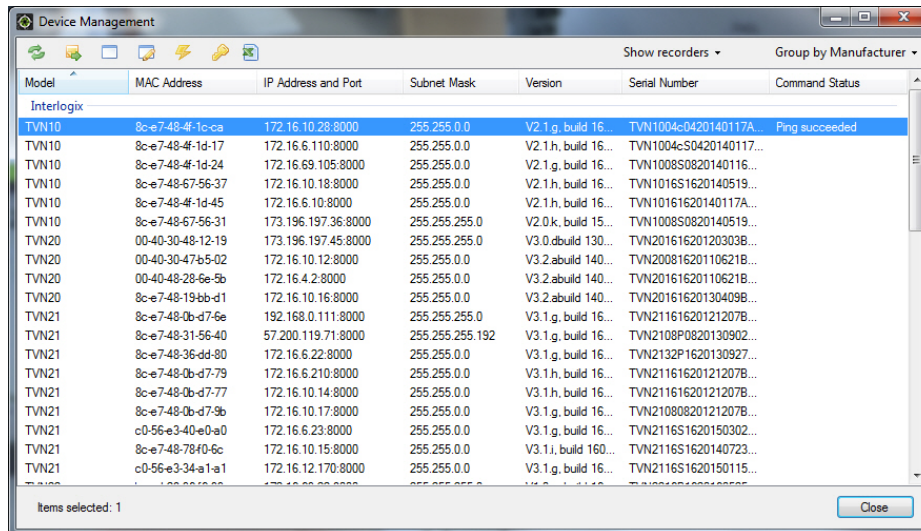 Device Management
Show recorders Group by Manufacturer
Model MAC Address IP Address and Port Subnet Mask Version Serial Number Command Status
Interlogix
TVN10 8c-e7-48-4f-1c-ca 172.16.10.28:8000 255.255.0.0 V2.1.g, build 16... TVN1004c0420140117A... Ping succeeded
TVN10 8c-e7-48-4f-1d-17 172.16.6.110:8000 255.255.0.0 V2.1.h, build 16... TVN1004cS0420140117...
TVN10 8c-e7-48-4f-1d-24 172.16.69.105:8000 255.255.0.0 V2.1.g, build 16... TVN1008S0820140116...
TVN10 8c-e7-48-67-56-37 172.16.10.18:8000 255.255.0.0 V2.1.h, build 16... TVN1016S1620140519...
TVN10 8c-e7-48-4f-1d-45 172.16.6.10:8000 255.255.0.0 V2.1.h, build 16... TVN10161620140117A...
TVN10 8c-e7-48-67-56-31 173.196.197.36:8000 255.255.255.0 V2.0.k, build 15... TVN1008S0820140519...
TVN20 00-40-30-48-12-19 173.196.197.45:8000 255.255.255.0 V3.0.dbuild 130... TVN20161620120303B...
TVN20 00-40-30-47-b5-02 172.16.10.12:8000 255.255.0.0 V3.2.abuild 140... TVN20081620110621B...
TVN20 00-40-48-28-6e-5b 172.16.4.2:8000 255.255.0.0 V3.2.abuild 140... TVN20161620110621B...
TVN20 8c-e7-48-19-bb-d1 172.16.10.16:8000 255.255.0.0 V3.2.abuild 140... TVN20161620130409B...
TVN21 8c-e7-48-0b-d7-6e 192.168.0.111:8000 255.255.255.0 V3.1.g, build 16... TVN21161620121207B...
TVN21 8c-e7-48-31-56-40 57.200.119.71:8000 255.255.255.192 V3.1.g, build 16... TVN2108P0820130902...
TVN21 8c-e7-48-36-dd-80 172.16.6.22:8000 255.255.0.0 V3.1.g, build 16... TVN2132P1620130927...
TVN21 8c-e7-48-0b-d7-79 172.16.6.210:8000 255.255.0.0 V3.1.h, build 16... TVN21161620121207B...
TVN21 8c-e7-48-0b-d7-77 172.16.10.14:8000 255.255.0.0 V3.1.h, build 16... TVN21161620121207B...
TVN21 8c-e7-48-0b-d7-9b 172.16.10.17:8000 255.255.0.0 V3.1.g, build 16... TVN21080820121207B...
TVN21 c0-56-e3-40-e0-a0 172.16.6.23:8000 255.255.0.0 V3.1.g, build 16... TVN2116S1620150302...
TVN21 8c-e7-48-78-f0-6c 172.16.10.15:8000 255.255.0.0 V3.1.i, build 160... TVN2116S1620140723...
TVN21 c0-56-e3-34-a1-a1 172.16.12.170:8000 255.255.0.0 V3.1.g, build 16... TVN2116S1620150115...
Items selected: 1
Close